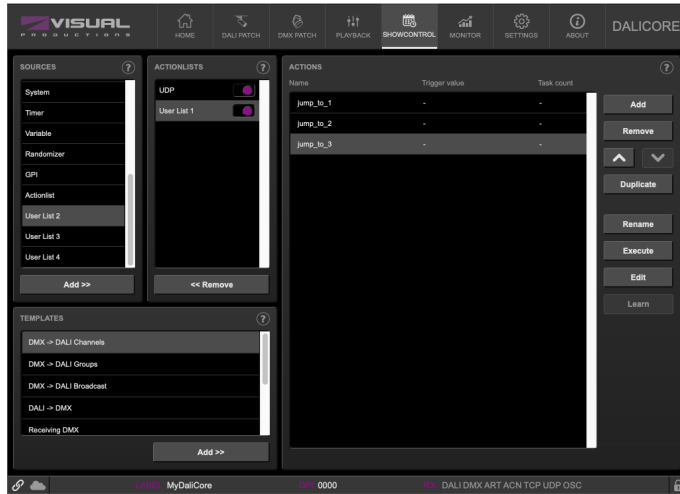 VISUAL
PRODUCTIONS
HOME
DALI PATCH
DMX PATCH
PLAYBACK
SHOWCONTROL
MONITOR
SETTINGS
ABOUT
DALICORE
SOURCES ?
System
Timer
Variable
Randomizer
GPI
Actionlist
User List 2
User List 3
User List 4
Add >>
ACTIONLISTS ?
UDP
User List 1
<< Remove
ACTIONS ?
Name Trigger value Task count
jump_to_1 - -
jump_to_2 - -
jump_to_3 - -
Add
Remove
Duplicate
Rename
Execute
Edit
Learn
TEMPLATES ?
DMX -> DALI Channels
DMX -> DALI Groups
DMX -> DALI Broadcast
DALI -> DMX
Receiving DMX
Add >>
LABEL: MyDaliCore
0000
RX: DALI DMX ART ACN TCP UDP OSC